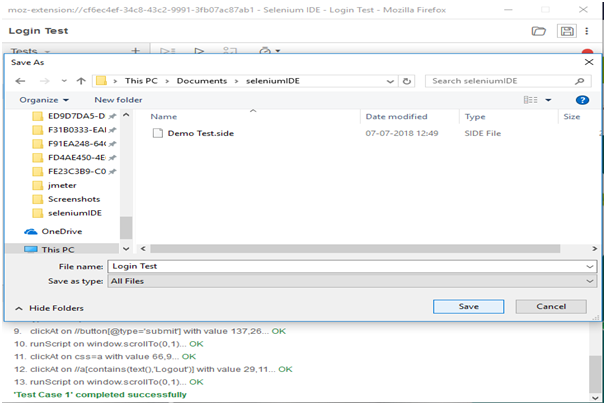 moz-extension://cf6ec4ef-34c8-43c2-9991-3fb07ac87ab1 - Selenium IDE - Login Test - Mozilla Firefox
Login Test
Tests
Save As
This PC > Documents > seleniumIDE
Search seleniumIDE
Organize New folder
Name Date modified Type Size
ED9D7DA5-D
Demo Test.side 07-07-2018 12:49 SIDE File
F31B0333-EAI
F91EA248-64(
FD4AE450-4E
FE23C3B9-C0
jmeter
Screenshots
seleniumIDE
OneDrive
This PC
File name: Login Test
Save as type: All Files
Hide Folders Save Cancel
9. clickAt on //button[@type='submit'] with value 137,26... OK
10. runScript on window.scrollTo(0,1)... OK
11. clickAt on css=a with value 66,9... OK
12. clickAt on //a[contains(text(),'Logout')] with value 29,11... OK
13. runScript on window.scrollTo(0,1)... OK
'Test Case 1' completed successfully